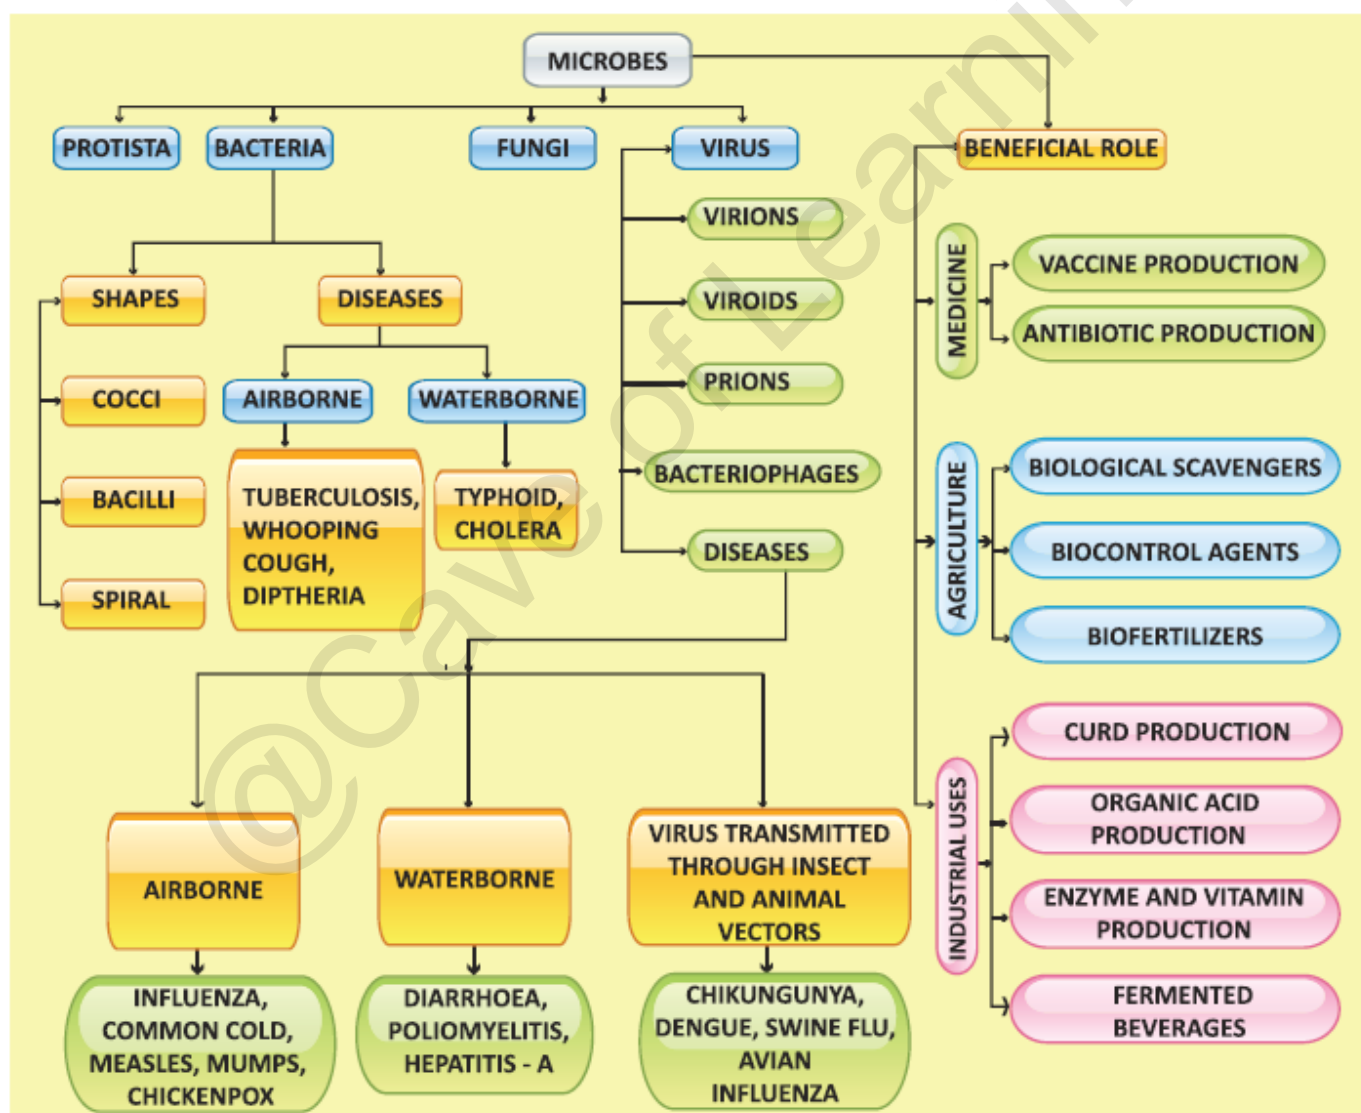 MICROBES
PROTISTA
BACTERIA
FUNGI
VIRUS
BENEFICIAL ROLE
SHAPES
COCCI
BACILLI
SPIRAL
DISEASES
AIRBORNE
TUBERCULOSIS,
WHOOPING
COUGH,
DIPTHERIA
WATERBORNE
TYPHOID,
CHOLERA
VIRIONS
VIROIDS
PRIONS
BACTERIOPHAGES
DISEASES
AIRBORNE
INFLUENZA,
COMMON COLD,
MEASLES, MUMPS,
CHICKENPOX
WATERBORNE
DIARRHOEA,
POLIOMYELITIS,
HEPATITIS - A
VIRUS TRANSMITTED
THROUGH INSECT
AND ANIMAL
VECTORS
CHIKUNGUNYA,
DENGUE, SWINE FLU,
AVIAN
INFLUENZA
MEDICINE
VACCINE PRODUCTION
ANTIBIOTIC PRODUCTION
AGRICULTURE
BIOLOGICAL SCAVENGERS
BIOCONTROL AGENTS
BIOFERTILIZERS
INDUSTRIAL USES
CURD PRODUCTION
ORGANIC ACID
PRODUCTION
ENZYME AND VITAMIN
PRODUCTION
FERMENTED
BEVERAGES
@Cave of Learnin